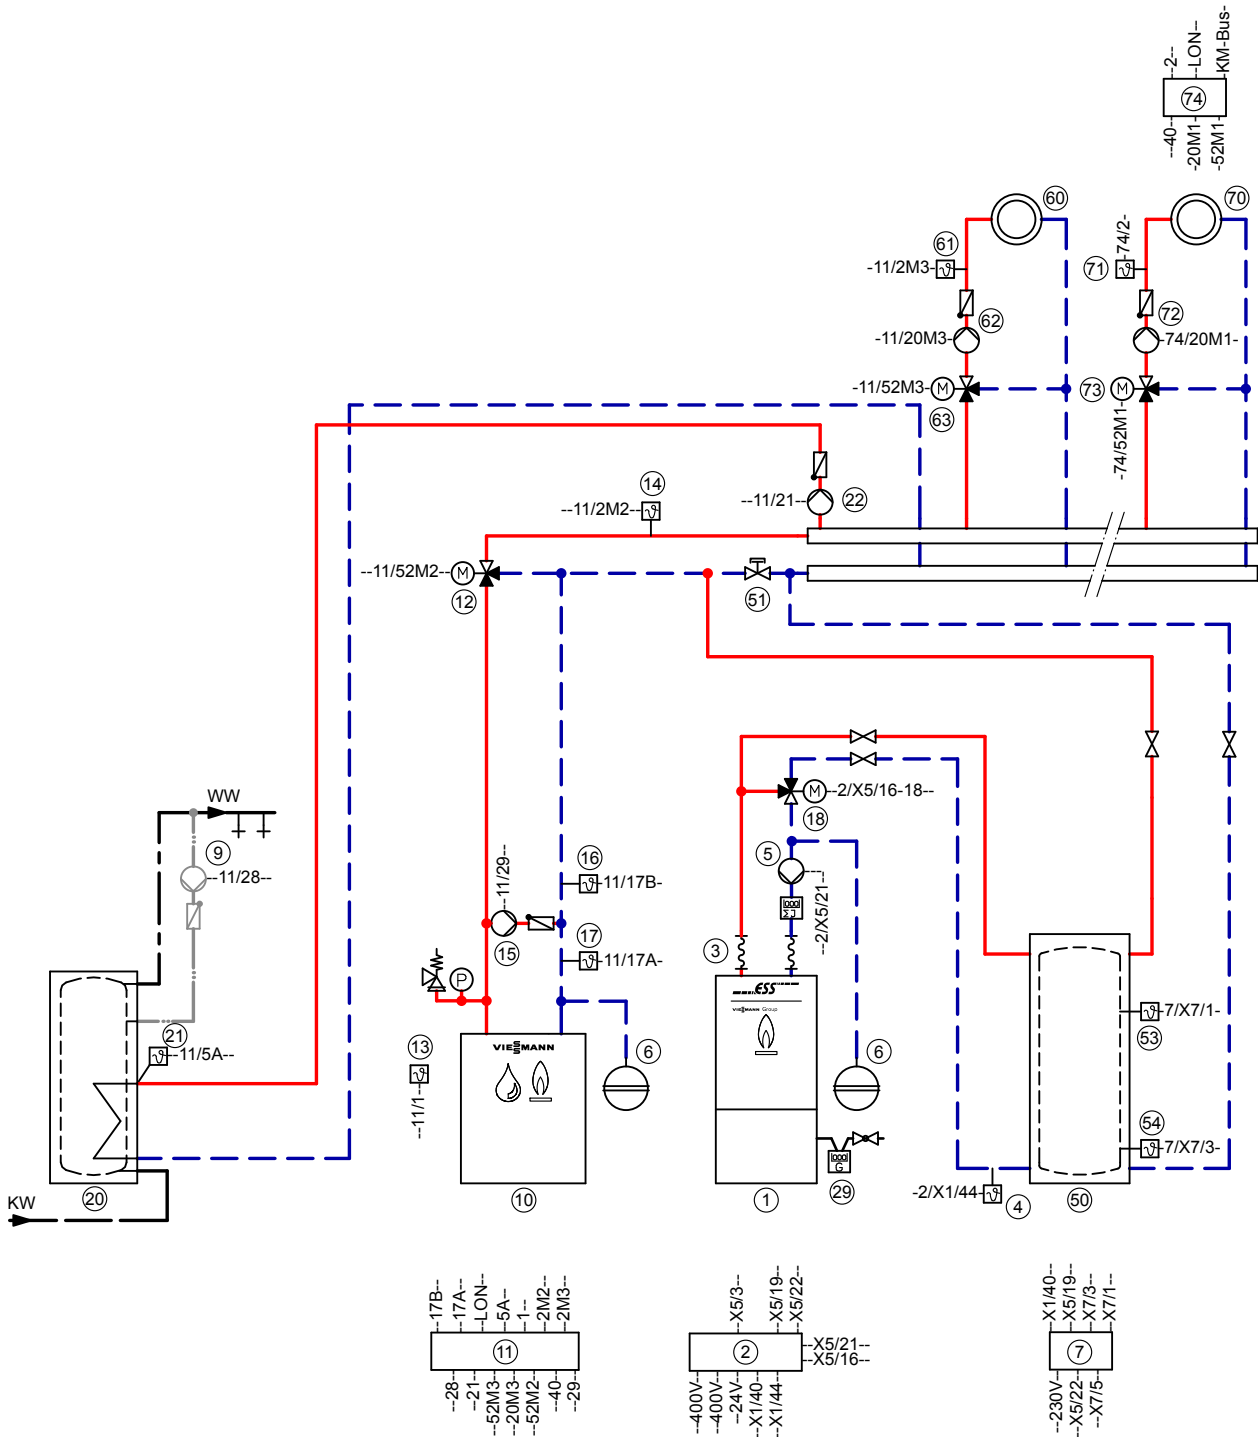 --2--
-LON--
-KM-Bus-
74
--40--
-20M1-
-52M1-
60
70
61
-11/2M3-
71
-74/2-
62
72
-11/20M3-
-74/20M1-
-11/52M3-
M
M
63
73
-74/52M1-
14
--11/2M2--
--11/21--
22
--11/52M2--
M
12
51
WW
M
--2/X5/16-18--
18
9
--11/28--
--11/29--
16
-11/17B-
5
--2/X5/21--
000
ΣJ
15
17
-11/17A-
3
P
ESS
VIESMANN Group
21
--11/5A--
13
--11/1--
VIESMANN
6
6
-7/X7/1-
53
54
-7/X7/3-
000
G
29
KW
20
10
1
-2/X1/44-
4
50
--17B--
--17A--
--LON--
--5A--
--1--
--2M2--
--2M3--
11
--28--
--21--
--52M3--
--20M3--
--52M2--
--40--
--29--
--X5/3--
--X5/19--
--X5/22--
2
--X5/21--
--X5/16--
--400V--
--400V--
--24V--
--X1/40--
--X1/44--
--X1/40--
--X5/19--
--X7/3--
--X7/1--
7
--230V--
--X5/22--
--X7/5--